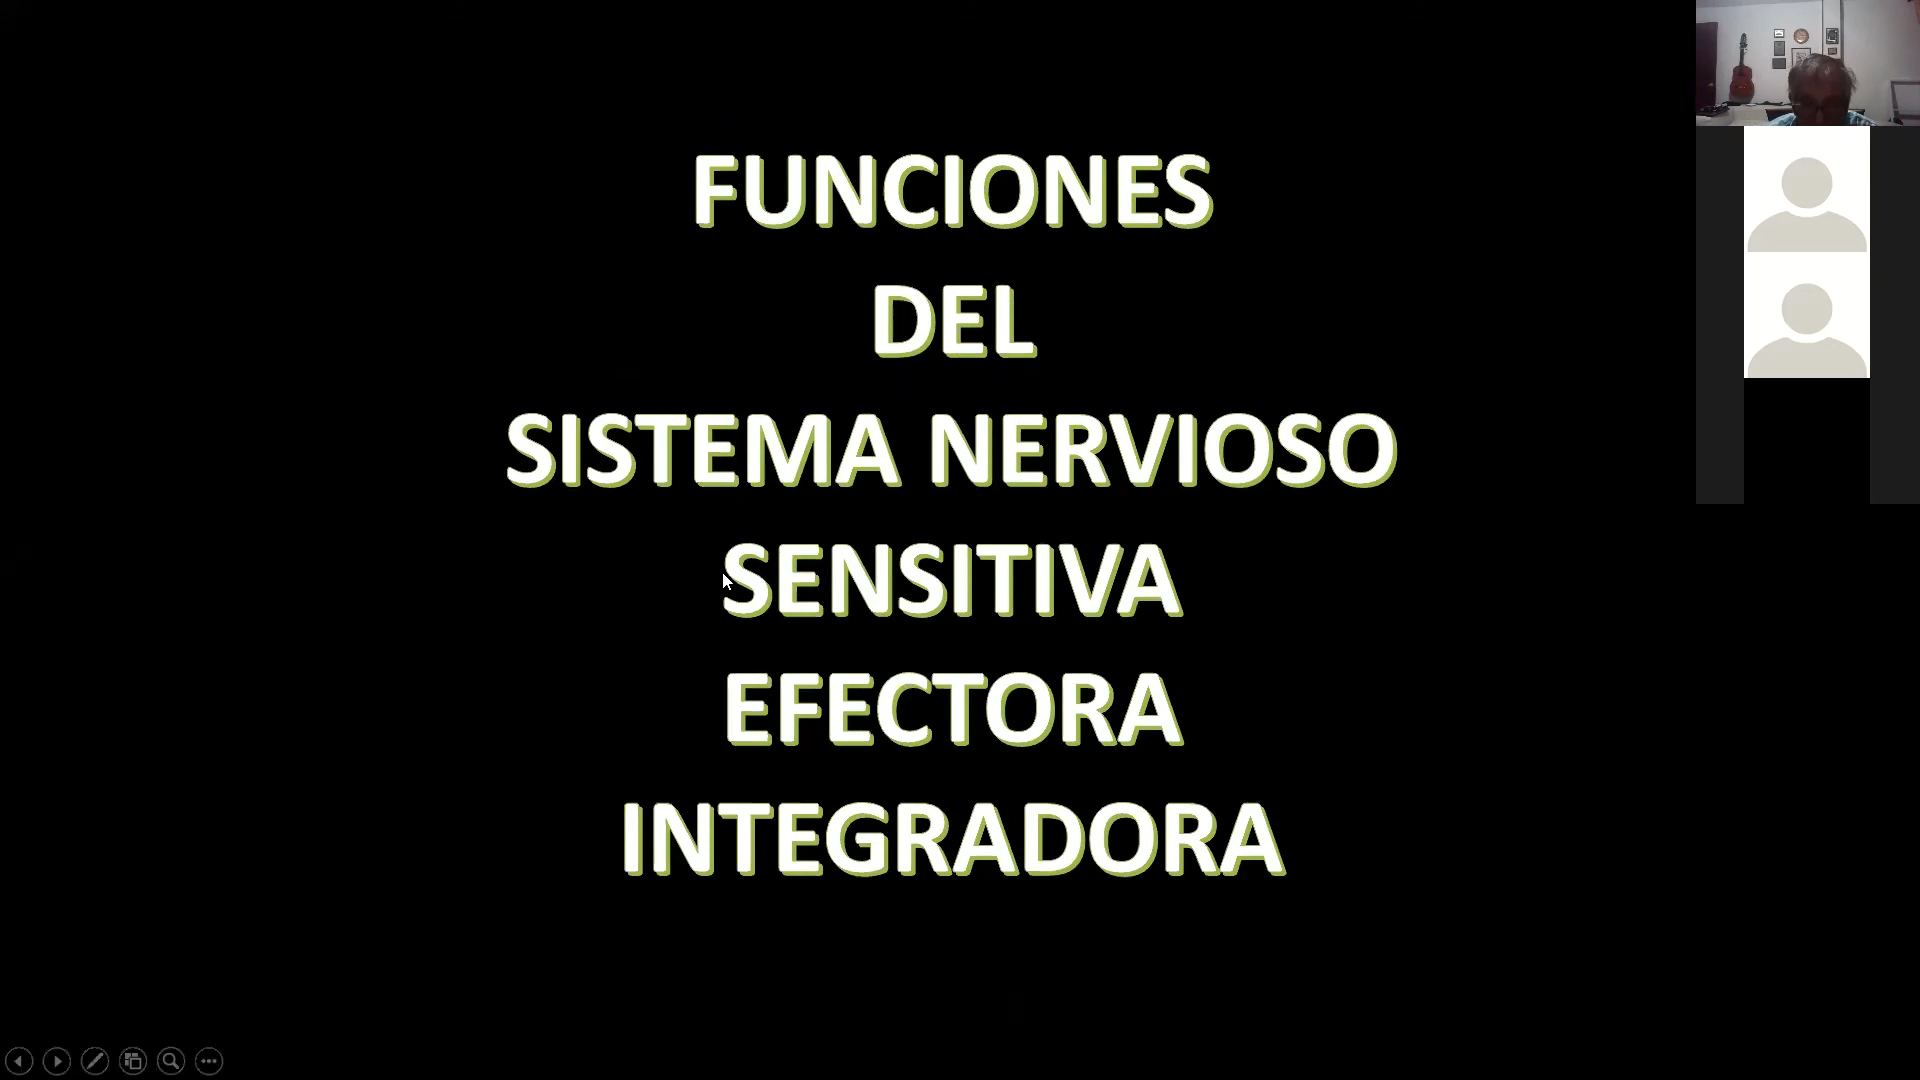 FUNCIONES
DEL
SISTEMA NERVIOSO
SENSITIVA
EFECTORA
INTEGRADORA